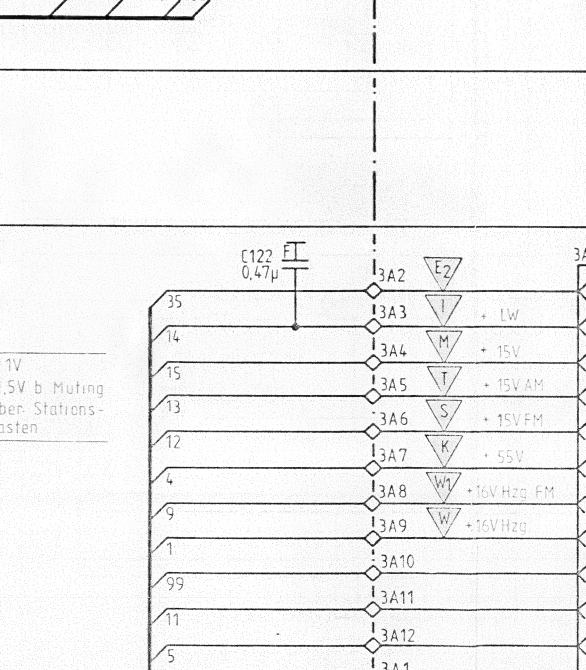 C122 F
0,47µ
3A
3A2 E2
35
3A3 I + LW
14
3A4 M + 15V
1V
15
,5V b. Muting
3A5 T + 15V AM
13
ber Stations-
3A6 S + 15V FM
asten
12
3A7 K + 55V
4
3A8 W1 +16V Hzg. FM
9
3A9 W +16V Hzg.
1
3A10
99
3A11
11
3A12
5
3A1